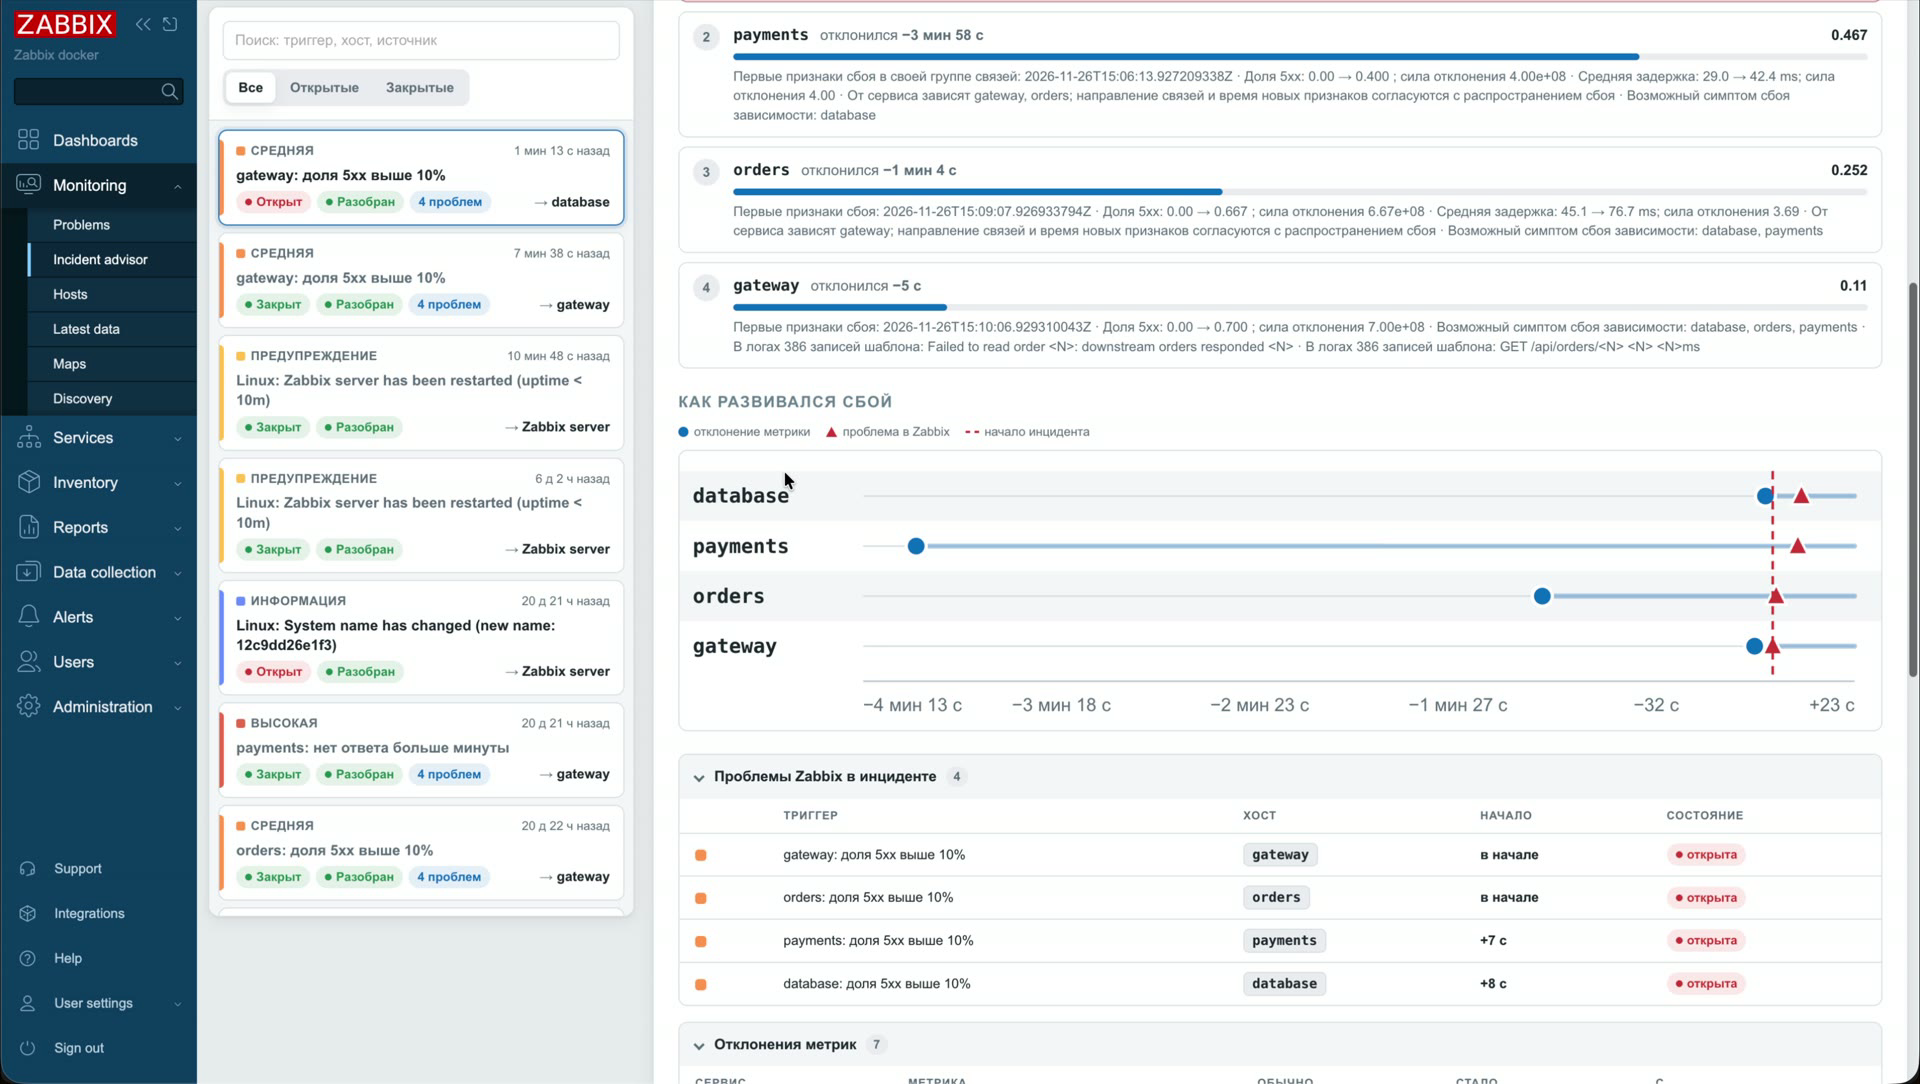 ZABBIX
Zabbix docker
Dashboards
Monitoring
Problems
Incident advisor
Hosts
Latest data
Maps
Discovery
Services
Inventory
Reports
Data collection
Alerts
Users
Administration
Support
Integrations
Help
User settings
Sign out
Поиск: триггер, хост, источник
Все Открытые Закрытые
СРЕДНЯЯ 1 мин 13 с назад
gateway: доля 5xx выше 10%
Открыт Разобран 4 проблем → database
СРЕДНЯЯ 7 мин 38 с назад
gateway: доля 5xx выше 10%
Закрыт Разобран 4 проблем → gateway
ПРЕДУПРЕЖДЕНИЕ 10 мин 48 с назад
Linux: Zabbix server has been restarted (uptime <
10m)
Закрыт Разобран → Zabbix server
ПРЕДУПРЕЖДЕНИЕ 6 д 2 ч назад
Linux: Zabbix server has been restarted (uptime <
10m)
Закрыт Разобран → Zabbix server
ИНФОРМАЦИЯ 20 д 21 ч назад
Linux: System name has changed (new name:
12c9dd26e1f3)
Открыт Разобран → Zabbix server
ВЫСОКАЯ 20 д 21 ч назад
payments: нет ответа больше минуты
Закрыт Разобран 4 проблем → gateway
СРЕДНЯЯ 20 д 22 ч назад
orders: доля 5xx выше 10%
Закрыт Разобран 4 проблем → gateway
2 payments отклонился −3 мин 58 с 0.467
Первые признаки сбоя в своей группе связей: 2026-11-26T15:06:13.927209338Z · Доля 5xx: 0.00 → 0.400 ; сила отклонения 4.00e+08 · Средняя задержка: 29.0 → 42.4 ms; сила
отклонения 4.00 · От сервиса зависят gateway, orders; направление связей и время новых признаков согласуются с распространением сбоя · Возможный симптом сбоя
зависимости: database
3 orders отклонился −1 мин 4 с 0.252
Первые признаки сбоя: 2026-11-26T15:09:07.926933794Z · Доля 5xx: 0.00 → 0.667 ; сила отклонения 6.67e+08 · Средняя задержка: 45.1 → 76.7 ms; сила отклонения 3.69 · От
сервиса зависят gateway; направление связей и время новых признаков согласуются с распространением сбоя · Возможный симптом сбоя зависимости: database, payments
4 gateway отклонился −5 с 0.11
Первые признаки сбоя: 2026-11-26T15:10:06.929310043Z · Доля 5xx: 0.00 → 0.700 ; сила отклонения 7.00e+08 · Возможный симптом сбоя зависимости: database, orders, payments ·
В логах 386 записей шаблона: Failed to read order <N>: downstream orders responded <N> · В логах 386 записей шаблона: GET /api/orders/<N> <N> <N>ms
КАК РАЗВИВАЛСЯ СБОЙ
отклонение метрики проблема в Zabbix начало инцидента
database
payments
orders
gateway
−4 мин 13 с −3 мин 18 с −2 мин 23 с −1 мин 27 с −32 с +23 с
Проблемы Zabbix в инциденте 4
ТРИГГЕР ХОСТ НАЧАЛО СОСТОЯНИЕ
gateway: доля 5xx выше 10% gateway в начале открыта
orders: доля 5xx выше 10% orders в начале открыта
payments: доля 5xx выше 10% payments +7 с открыта
database: доля 5xx выше 10% database +8 с открыта
Отклонения метрик 7
СЕРВИС МЕТРИКА ОБЫЧНО СТАЛО С